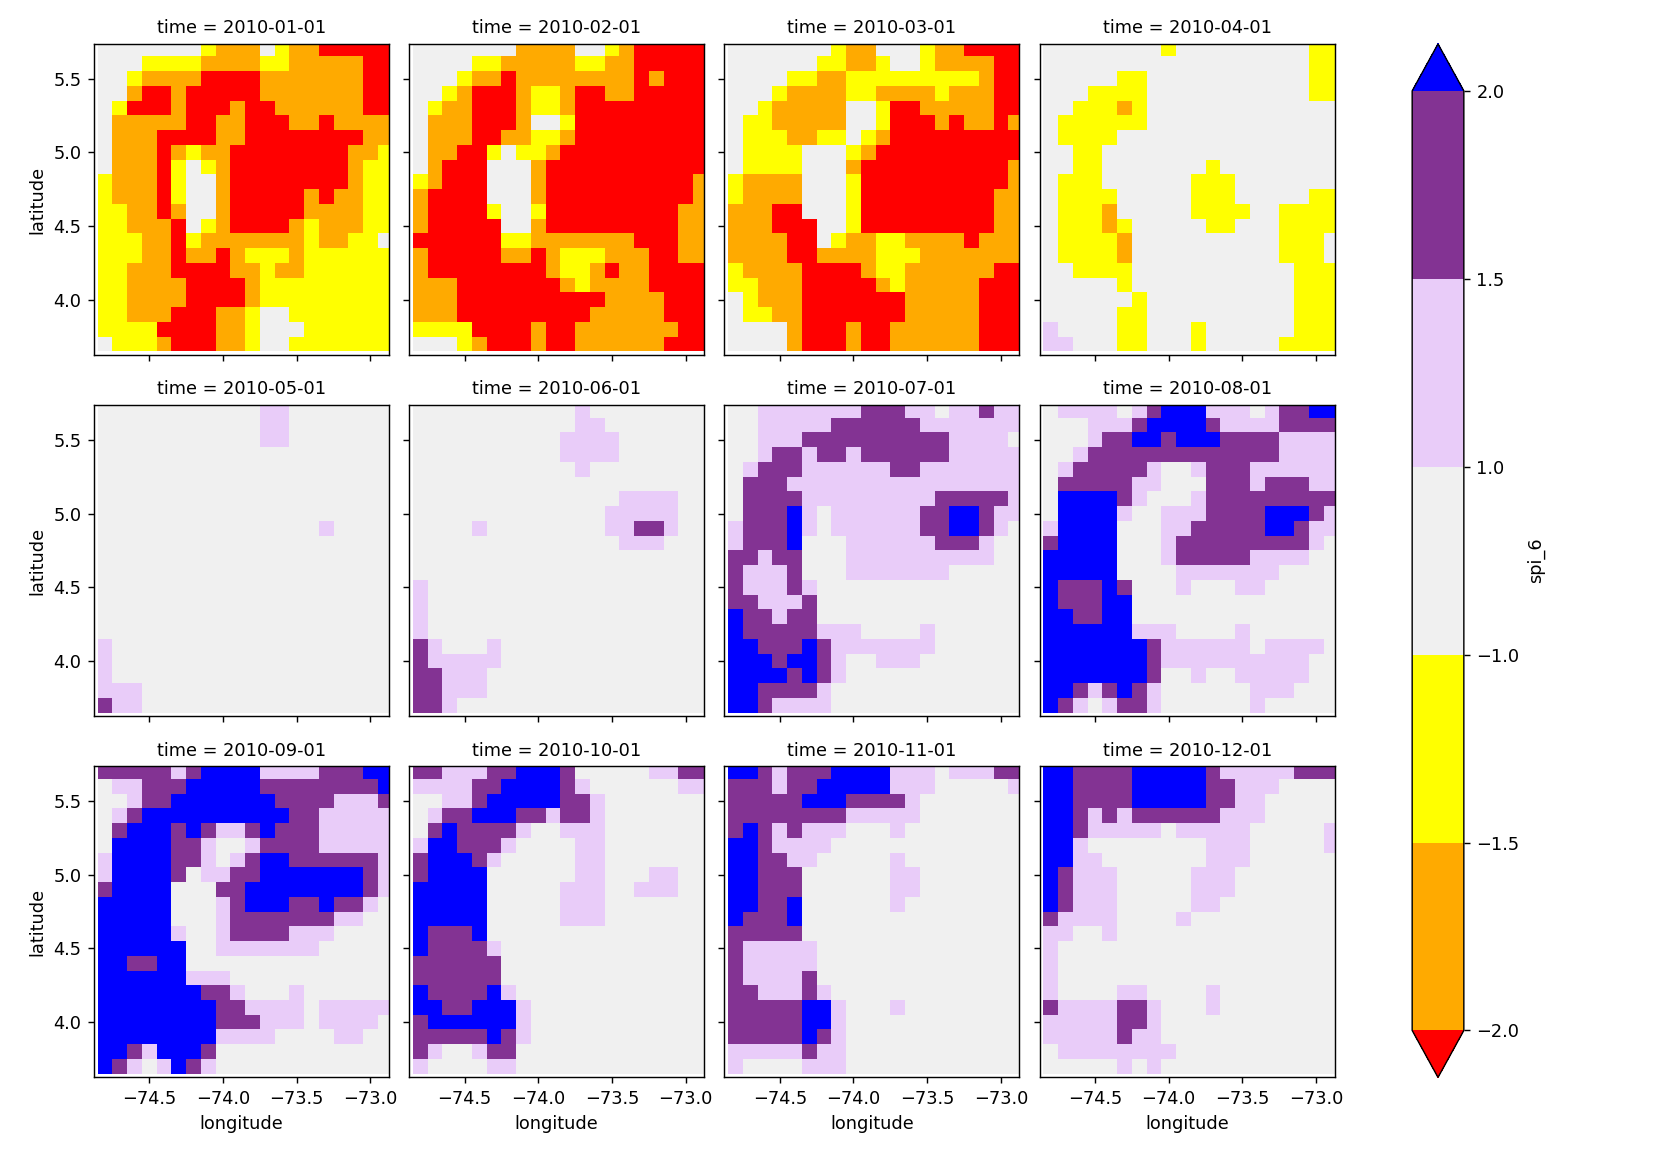 time = 2010-01-01
time = 2010-02-01
time = 2010-03-01
time = 2010-04-01
latitude
5.5
5.0
4.5
4.0
time = 2010-05-01
time = 2010-06-01
time = 2010-07-01
time = 2010-08-01
latitude
5.5
5.0
4.5
4.0
time = 2010-09-01
time = 2010-10-01
time = 2010-11-01
time = 2010-12-01
latitude
5.5
5.0
4.5
4.0
−74.5 −74.0 −73.5 −73.0
longitude
−74.5 −74.0 −73.5 −73.0
longitude
−74.5 −74.0 −73.5 −73.0
longitude
−74.5 −74.0 −73.5 −73.0
longitude
2.0
1.5
1.0
−1.0
−1.5
−2.0
spi_6